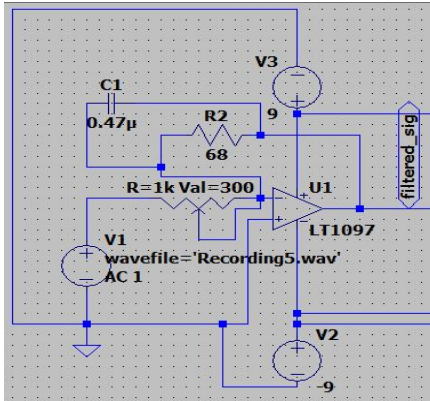 V3
C1
R2
9
0.47µ
68
filtered_sig
R=1k Val=300
U1
LT1097
V1
wavefile='Recording5.wav'
AC 1
V2
-9